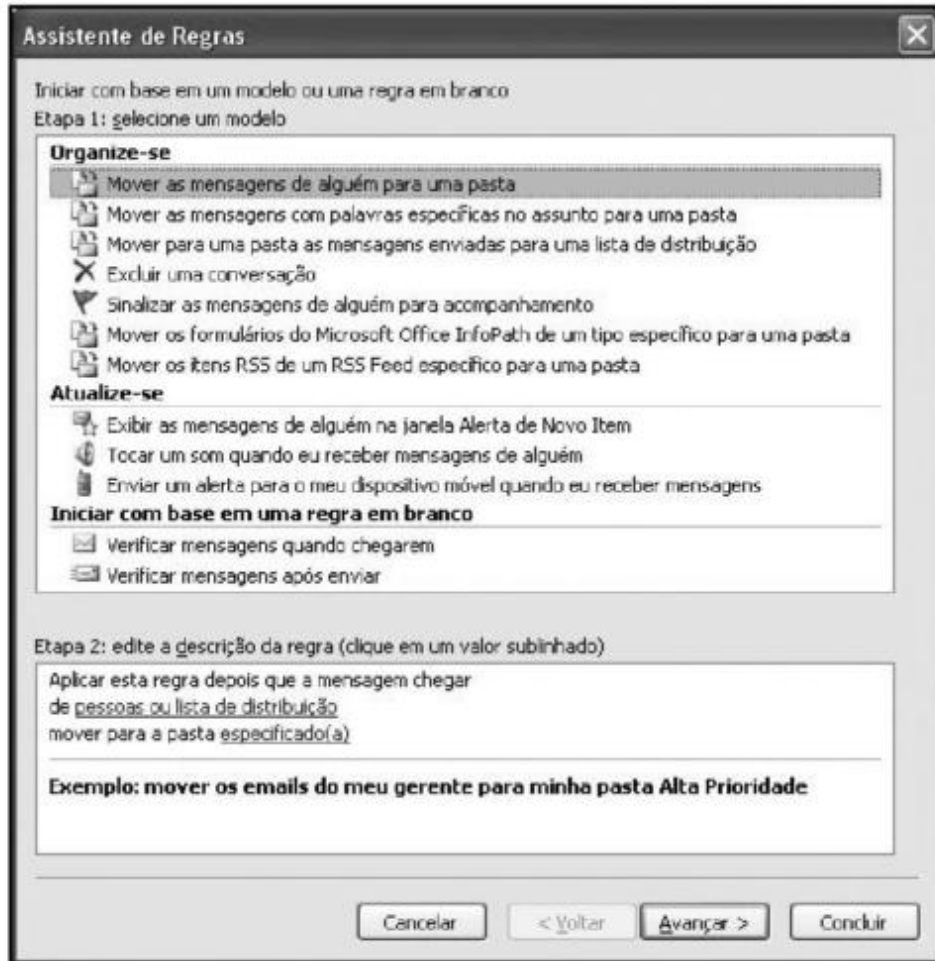 Assistente de Regras
Iniciar com base em um modelo ou uma regra em branco
Etapa 1: selecione um modelo
Organize-se
Mover as mensagens de alguém para uma pasta
Mover as mensagens com palavras específicas no assunto para uma pasta
Mover para uma pasta as mensagens enviadas para uma lista de distribuição
Excluir uma conversação
Sinalizar as mensagens de alguém para acompanhamento
Mover os formulários do Microsoft Office InfoPath de um tipo específico para uma pasta
Mover os itens RSS de um RSS Feed específico para uma pasta
Atualize-se
Exibir as mensagens de alguém na janela Alerta de Novo Item
Tocar um som quando eu receber mensagens de alguém
Enviar um alerta para o meu dispositivo móvel quando eu receber mensagens
Iniciar com base em uma regra em branco
Verificar mensagens quando chegarem
Verificar mensagens após enviar
Etapa 2: edite a descrição da regra (clique em um valor sublinhado)
Aplicar esta regra depois que a mensagem chegar
de pessoas ou lista de distribuição
mover para a pasta especificado(a)
Exemplo: mover os emails do meu gerente para minha pasta Alta Prioridade
Cancelar < Voltar Avançar > Concluir